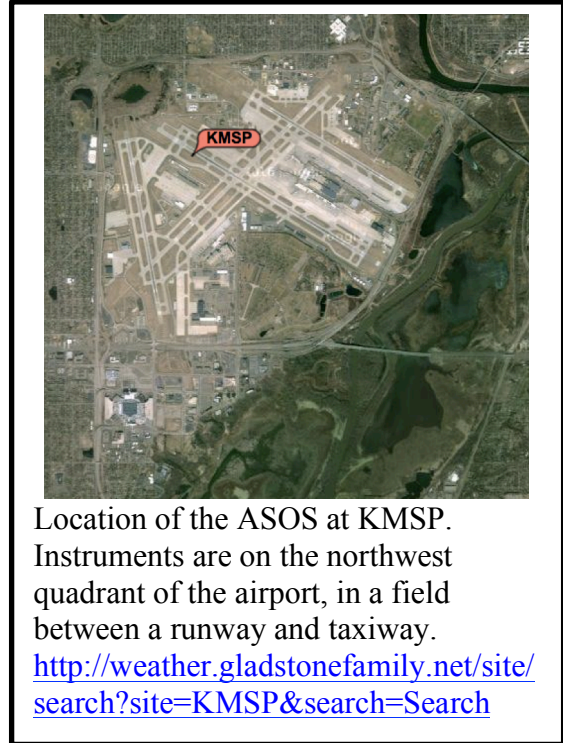 KMSP
Location of the ASOS at KMSP.
Instruments are on the northwest
quadrant of the airport, in a field
between a runway and taxiway.
http://weather.gladstonefamily.net/site/
search?site=KMSP&search=Search